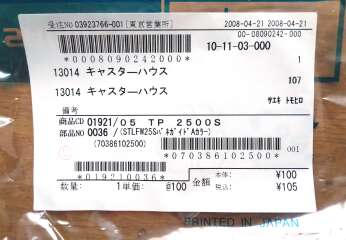 受注NO 03923766-001 [東京営業所] 2008-04-21 2008-04-21
00-08090242-000
10-11-03-000
*0008090242000*
1
13014 キャスターハウス
107
13014 キャスターハウス
ｻｴｷ ﾄﾓﾋﾛ
備考
商品CD 01921/05 TP 2500S
部品NO 0036 /(STLFM25SﾊﾞﾈｶﾞｲﾄﾞAｶﾗｰ)
(70386102500)
*070386102500*
001
*019210036*
数量: 1 単価: @100 金額 本体: ¥100
税込: ¥105
PRINTED IN JAPAN